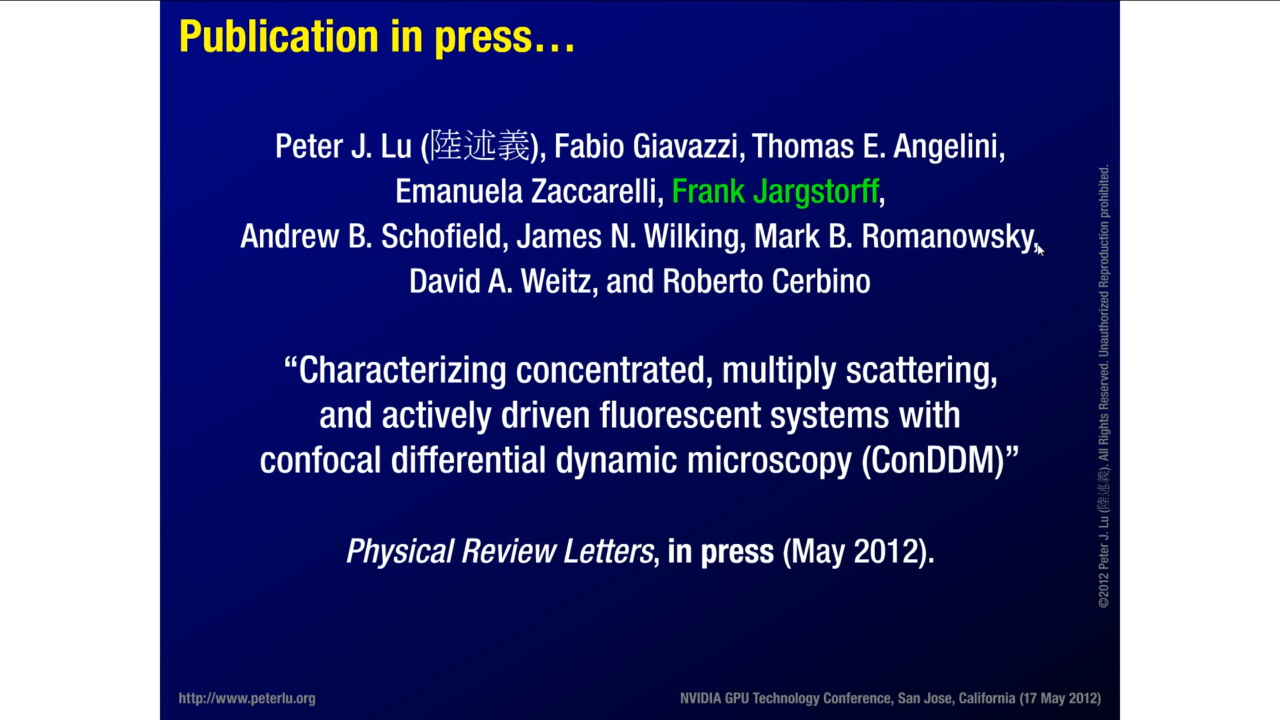 Publication in press…
Peter J. Lu (陸述義), Fabio Giavazzi, Thomas E. Angelini,
Emanuela Zaccarelli, Frank Jargstorff,
Andrew B. Schofield, James N. Wilking, Mark B. Romanowsky,
David A. Weitz, and Roberto Cerbino
“Characterizing concentrated, multiply scattering,
and actively driven fluorescent systems with
confocal differential dynamic microscopy (ConDDM)”
Physical Review Letters, in press (May 2012).
©2012 Peter J. Lu (陸述義). All Rights Reserved. Unauthorized Reproduction prohibited.
http://www.peterlu.org
NVIDIA GPU Technology Conference, San Jose, California (17 May 2012)